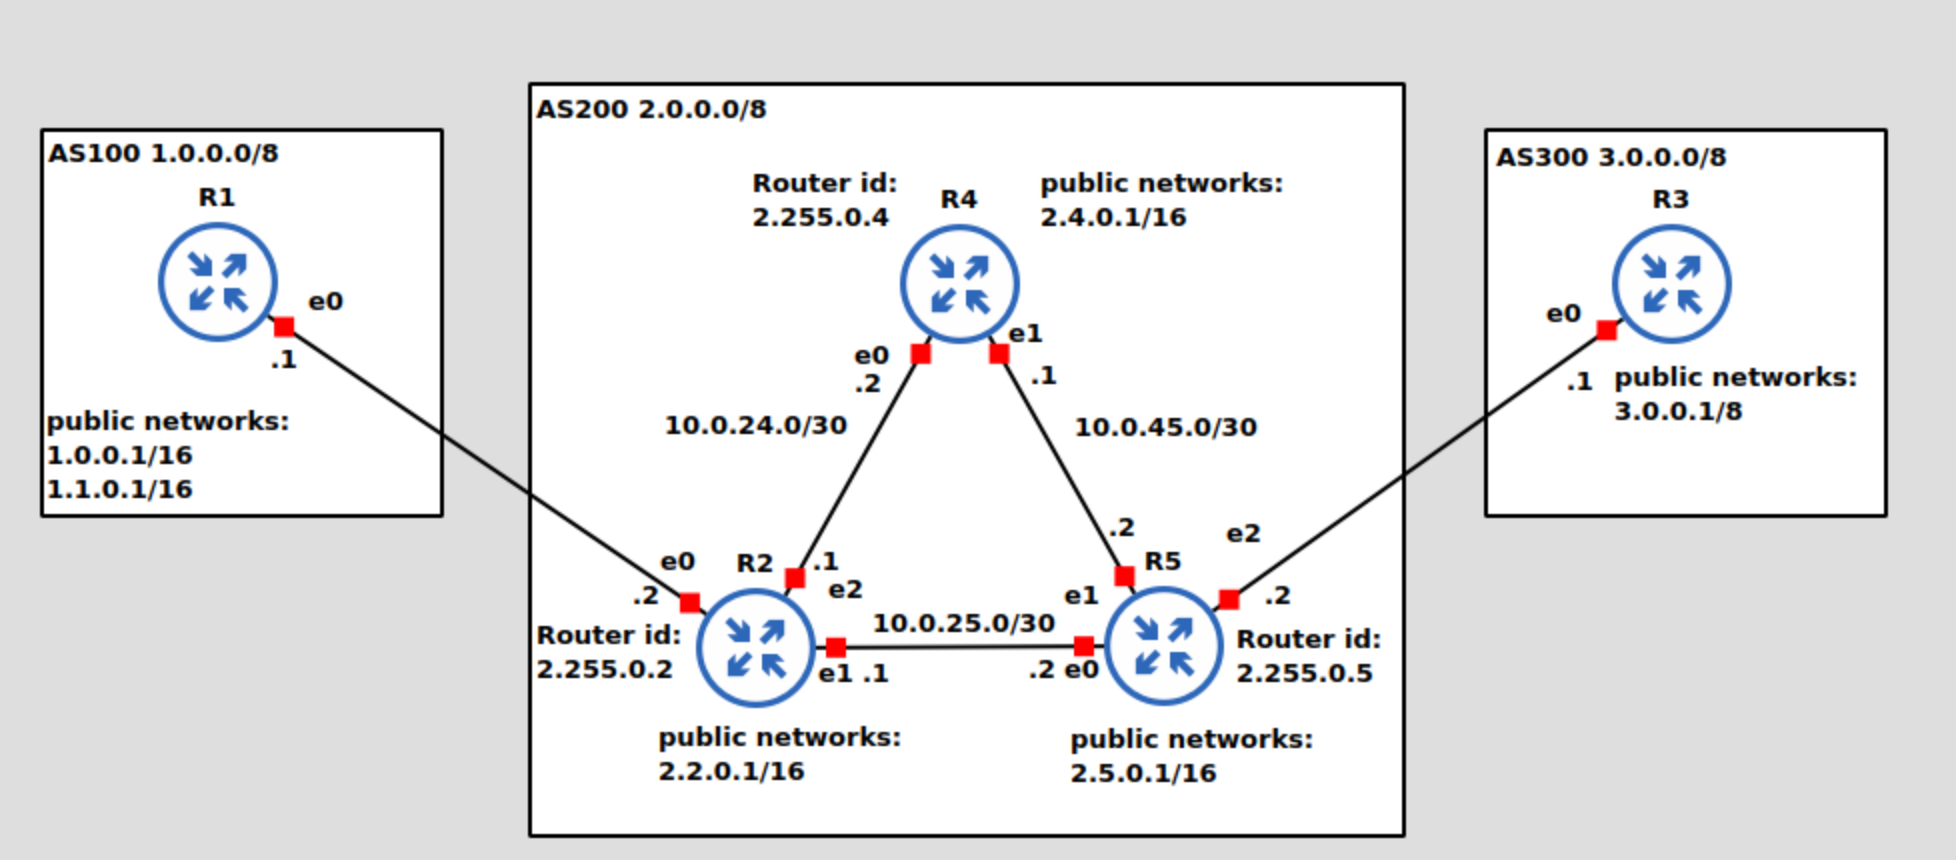 AS100 1.0.0.0/8
R1
e0
.1
public networks:
1.0.0.1/16
1.1.0.1/16
AS200 2.0.0.0/8
Router id:
2.255.0.4
R4
public networks:
2.4.0.1/16
e0
.2
e1
.1
10.0.24.0/30
10.0.45.0/30
e0
.2
R2
.1
e2
Router id:
2.255.0.2
e1 .1
10.0.25.0/30
.2
R5
e1
.2 e0
e2
.2
Router id:
2.255.0.5
public networks:
2.2.0.1/16
public networks:
2.5.0.1/16
AS300 3.0.0.0/8
R3
e0
.1
public networks:
3.0.0.1/8